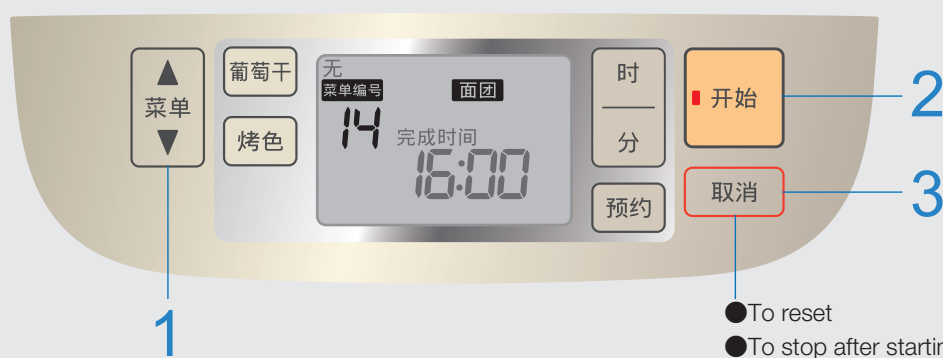 菜单
葡萄干
烤色
无
菜单编号
面团
14
完成时间
16:00
时
分
预约
开始
取消
1
2
3
●To reset
●To stop after startin